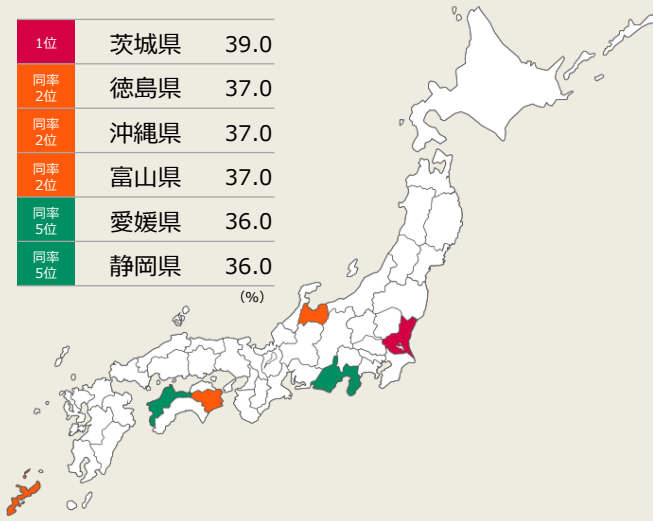 1位 茨城県 39.0
同率
2位 徳島県 37.0
同率
2位 沖縄県 37.0
同率
2位 富山県 37.0
同率
5位 愛媛県 36.0
同率
5位 静岡県 36.0
(%)